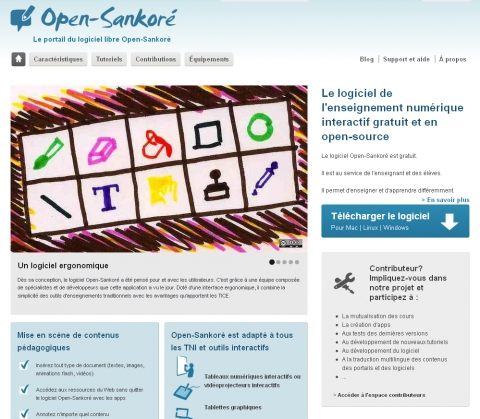 Open-Sankoré
Le portail du logiciel libre Open-Sankoré
Caractéristiques
Tutoriels
Contributions
Équipements
Blog | Support et aide | À propos
T
Un logiciel ergonomique
Dès sa conception, le logiciel Open-Sankoré a été pensé pour et avec les utilisateurs. C'est grâce à une équipe composée
de spécialistes et de développeurs que cette application a vu le jour. Doté d'une interface ergonomique, il combine la
simplicité des outils d'enseignements traditionnels avec les avantages qu'apportent les TICE.
Le logiciel de
l'enseignement numérique
interactif gratuit et en
open-source
Le logiciel Open-Sankoré est gratuit.
Il est au service de l'enseignant et des élèves.
Il permet d'enseigner et d'apprendre différemment.
> En savoir plus
Télécharger le logiciel
Pour Mac | Linux | Windows
Contributeur?
Impliquez-vous dans
notre projet et
participez à :
La mutualisation des cours
La création d'apps
Aux tests des dernières versions
Au développement de nouveaux tutoriels
Au développement du logiciel
A la traduction multilingue des contenus
des portails et des logiciels
...
> Accéder à l'espace contributeurs
Mise en scène de contenus
pédagogiques
Insérez tout type de document (textes, images,
animations flash, vidéos)
Accédez aux ressources du Web sans quitter
le logiciel Open-Sankoré avec les apps
Annotez n'importe quel contenu
Open-Sankoré est adapté à
tous les TNI et outils interactifs
Tableaux numériques interactifs ou
vidéoprojecteurs interactifs
Tablettes graphiques